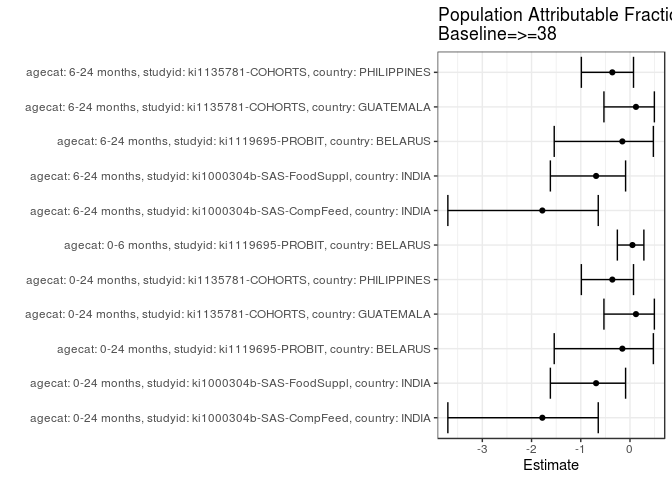 Population Attributable Fractio
Baseline=>=38
agecat: 6-24 months, studyid: ki1135781-COHORTS, country: PHILIPPINES
agecat: 6-24 months, studyid: ki1135781-COHORTS, country: GUATEMALA
agecat: 6-24 months, studyid: ki1119695-PROBIT, country: BELARUS
agecat: 6-24 months, studyid: ki1000304b-SAS-FoodSuppl, country: INDIA
agecat: 6-24 months, studyid: ki1000304b-SAS-CompFeed, country: INDIA
agecat: 0-6 months, studyid: ki1119695-PROBIT, country: BELARUS
agecat: 0-24 months, studyid: ki1135781-COHORTS, country: PHILIPPINES
agecat: 0-24 months, studyid: ki1135781-COHORTS, country: GUATEMALA
agecat: 0-24 months, studyid: ki1119695-PROBIT, country: BELARUS
agecat: 0-24 months, studyid: ki1000304b-SAS-FoodSuppl, country: INDIA
agecat: 0-24 months, studyid: ki1000304b-SAS-CompFeed, country: INDIA
-3 -2 -1 0
Estimate